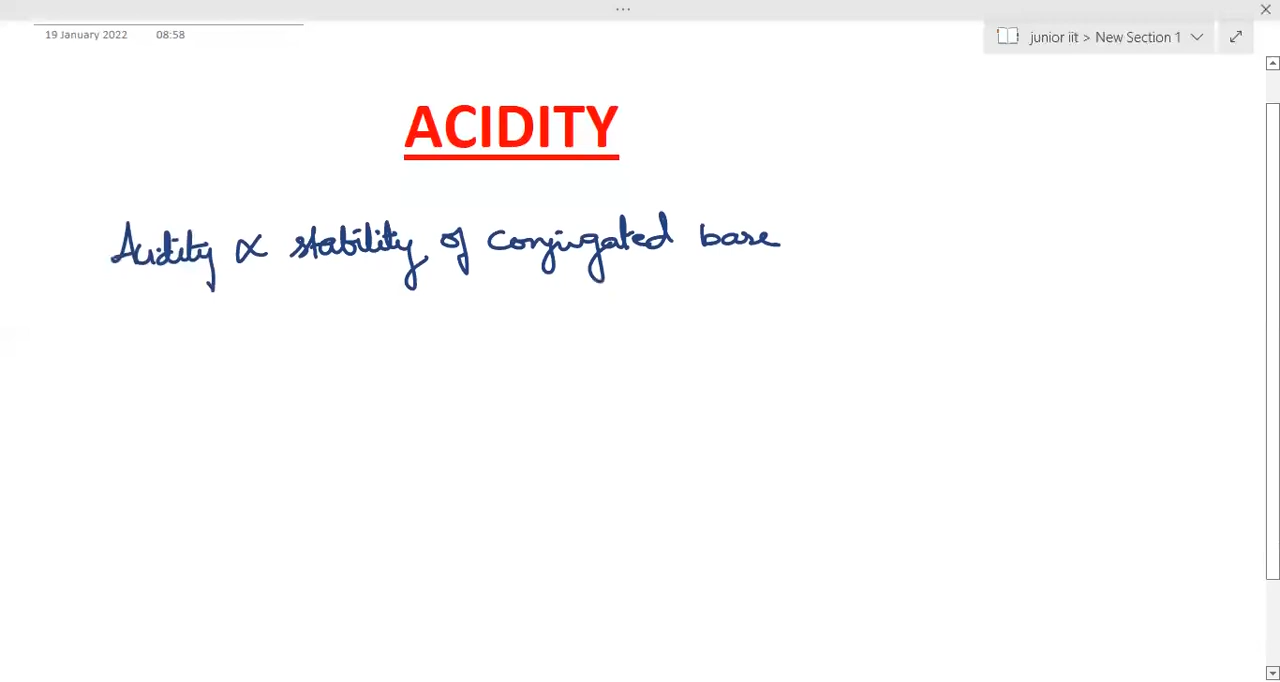 19 January 2022 08:58
junior iit > New Section 1
ACIDITY
Acidity ∝ stability of conjugated base